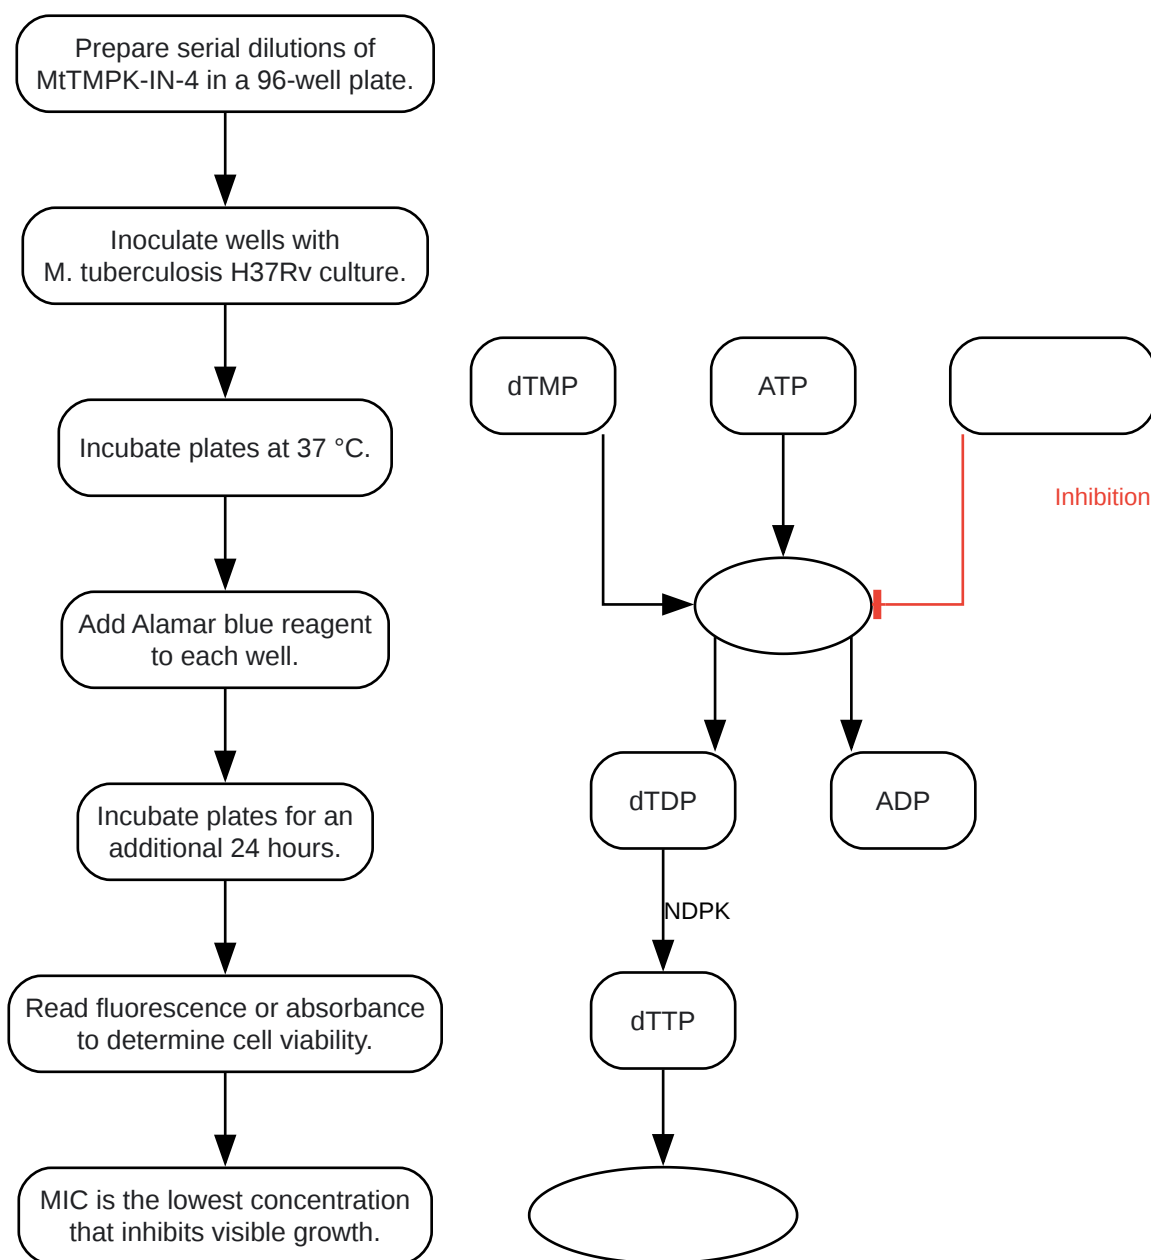 Prepare serial dilutions of
MtTMPK-IN-4 in a 96-well plate.
Inoculate wells with
M. tuberculosis H37Rv culture.
Incubate plates at 37 °C.
Add Alamar blue reagent
to each well.
Incubate plates for an
additional 24 hours.
Read fluorescence or absorbance
to determine cell viability.
MIC is the lowest concentration
that inhibits visible growth.
dTMP
ATP
Inhibition
dTDP
ADP
NDPK
dTTP